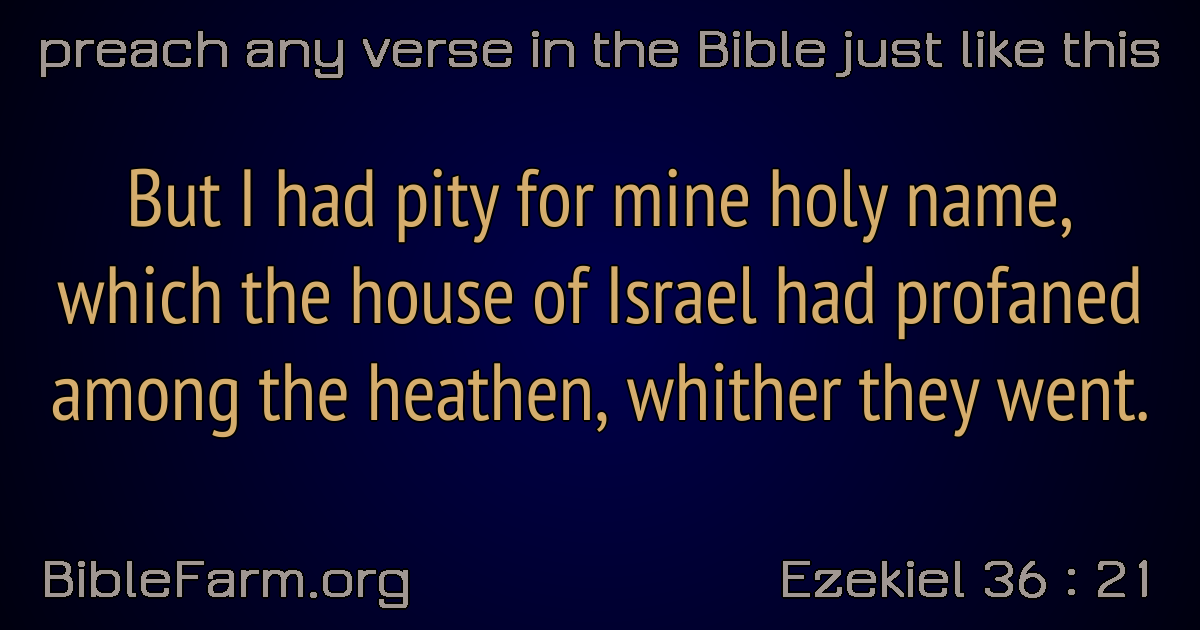 preach any verse in the Bible just like this
But I had pity for mine holy name,
which the house of Israel had profaned
among the heathen, whither they went.
BibleFarm.org
Ezekiel 36 : 21